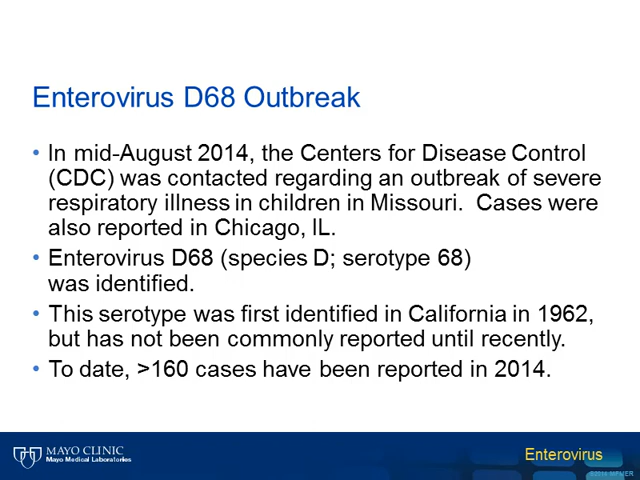 Enterovirus D68 Outbreak
• In mid-August 2014, the Centers for Disease Control
(CDC) was contacted regarding an outbreak of severe
respiratory illness in children in Missouri.  Cases were
also reported in Chicago, IL.
• Enterovirus D68 (species D; serotype 68)
was identified.
• This serotype was first identified in California in 1962,
but has not been commonly reported until recently.
• To date, >160 cases have been reported in 2014.
MAYO CLINIC
Mayo Medical Laboratories
Enterovirus
©2014 MFMER